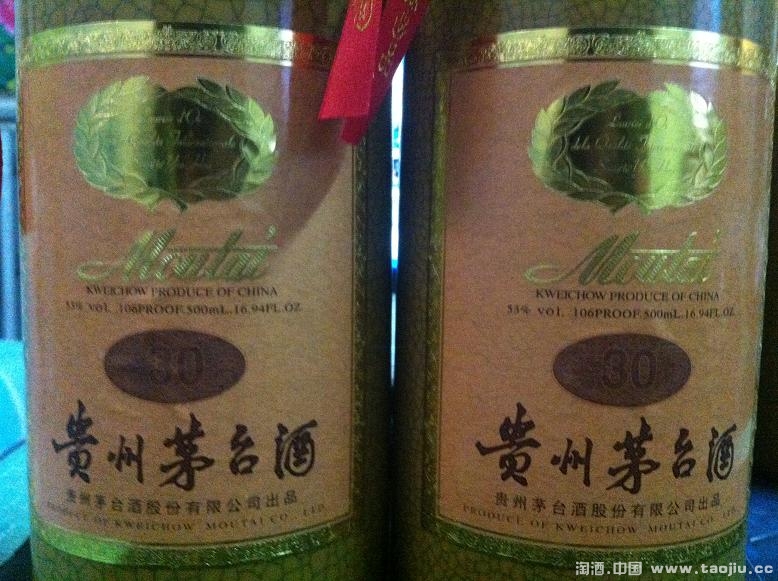 Moutai
KWEICHOW PRODUCE OF CHINA
53% vol. 106PROOF.500mL.16.94FL.OZ
30
贵州茅台酒
贵州茅台酒股份有限公司出品
PRODUCE OF KWEICHOW MOUTAI CO. LTD.
Moutai
KWEICHOW PRODUCE OF CHINA
53% vol. 106PROOF.500mL.16.94FL.OZ
30
贵州茅台酒
贵州茅台酒股份有限公司出品
PRODUCE OF KWEICHOW MOUTAI CO. LTD.
淘酒.中国 www.taojiu.cc